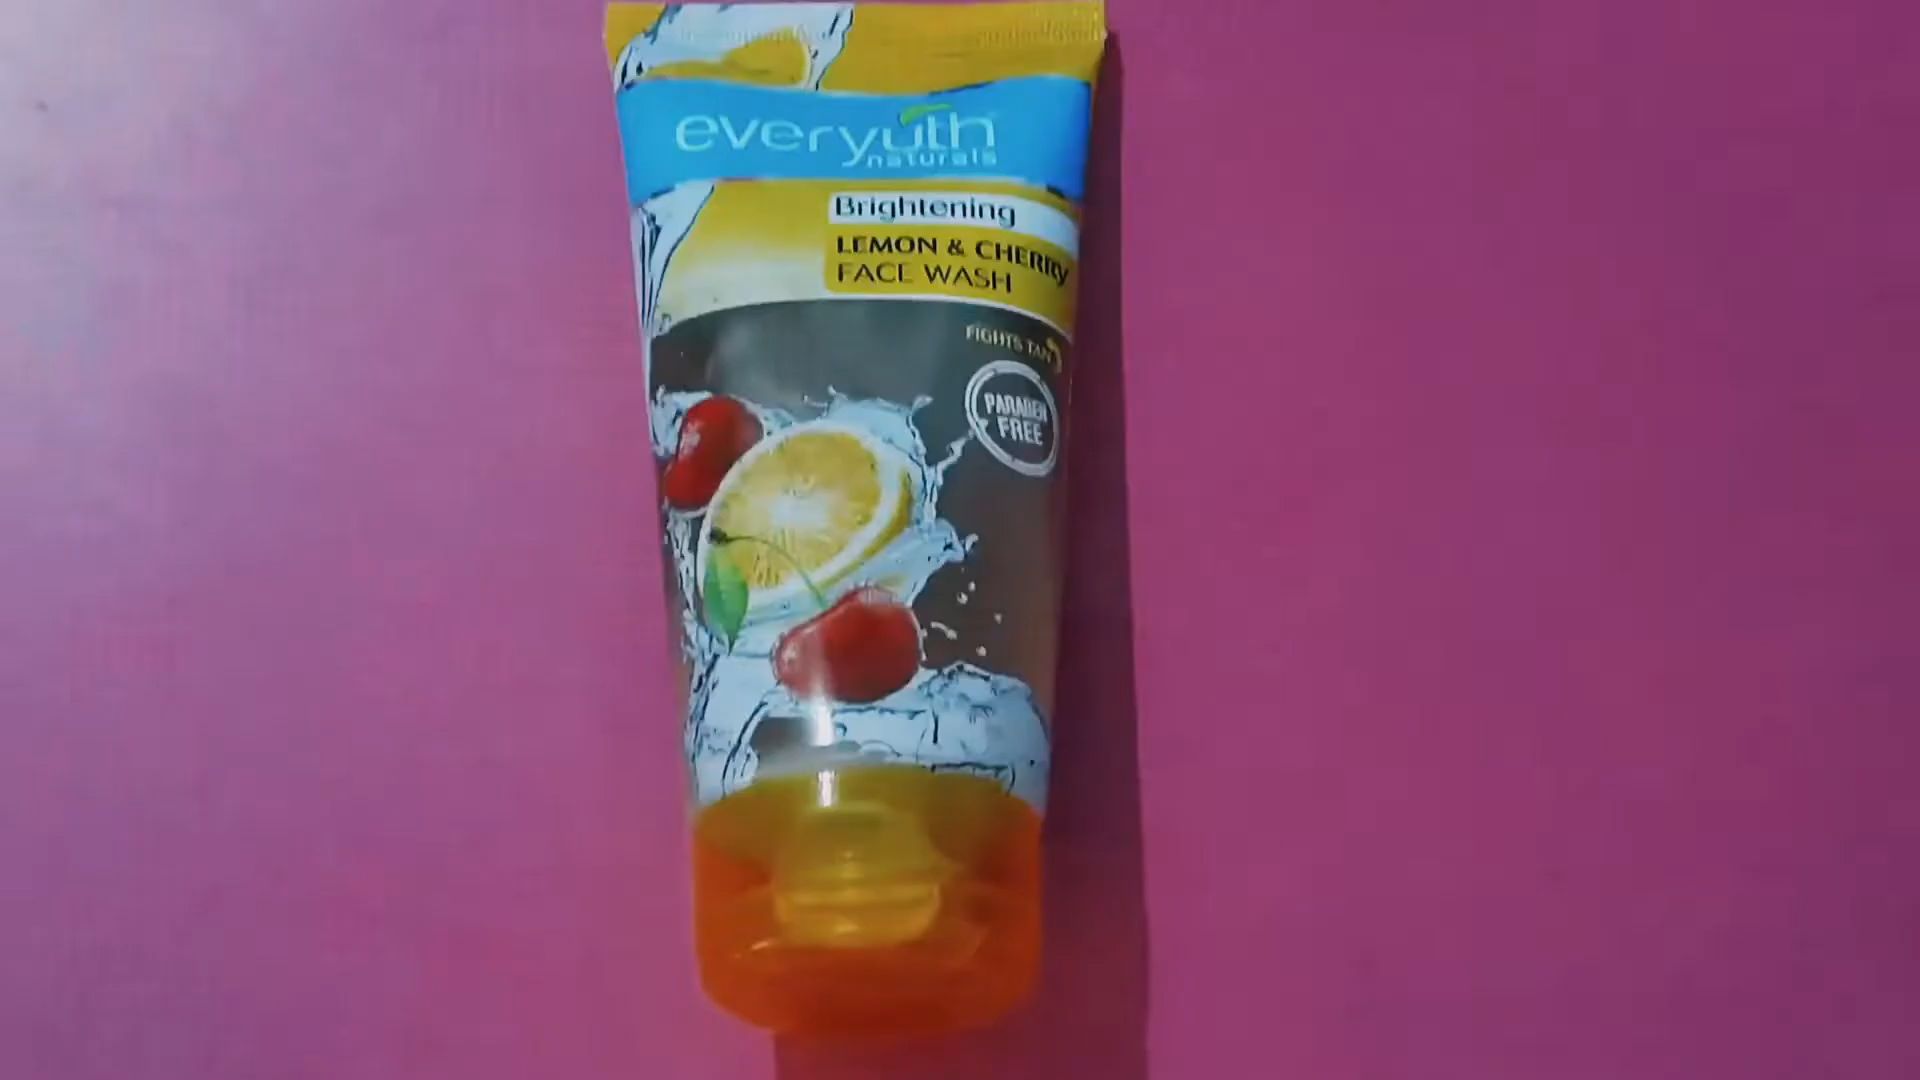 everyuth
naturals
Brightening
LEMON & CHERRY
FACE WASH
FIGHTS TAN
PARABEN
FREE